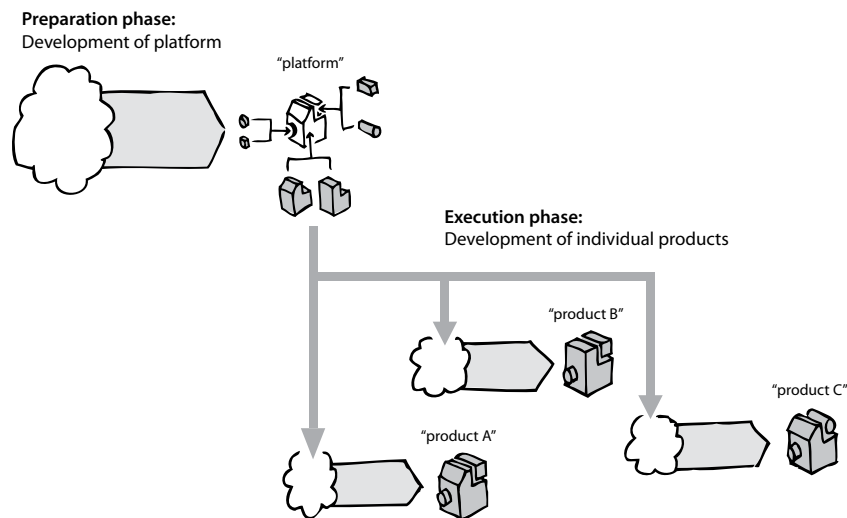 Preparation phase:
Development of platform
“platform”
Execution phase:
Development of individual products
“product B”
“product C”
“product A”